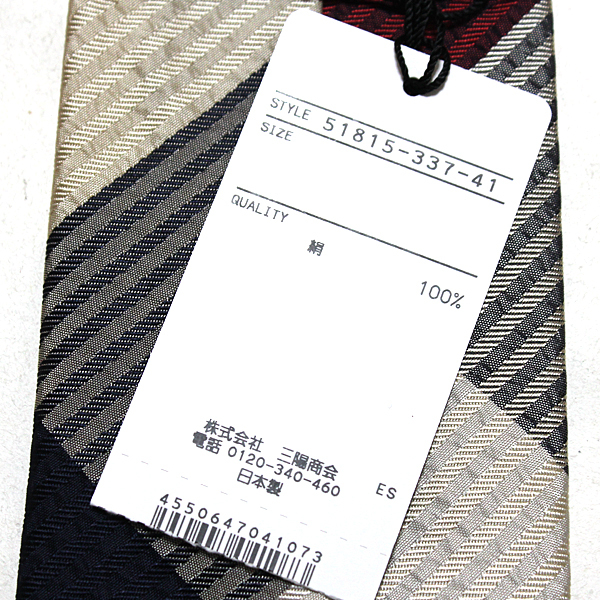 STYLE 51815-337-41
SIZE
QUALITY
絹 100%
株式会社 三陽商会
電話 0120-340-460 ES
日本製
4550647041073